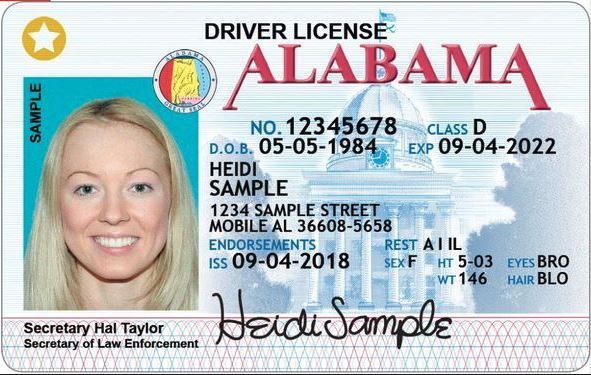 DRIVER LICENSE
ALABAMA
SAMPLE
ALABAMA
GREAT SEAL
NO. 12345678 CLASS D
D.O.B. 05-05-1984 EXP 09-04-2022
HEIDI
SAMPLE
1234 SAMPLE STREET
MOBILE AL 36608-5658
ENDORSEMENTS REST A I IL
ISS 09-04-2018 SEX F HT 5-03 EYES BRO
WT 146 HAIR BLO
Heidi Sample
Secretary Hal Taylor
Secretary of Law Enforcement